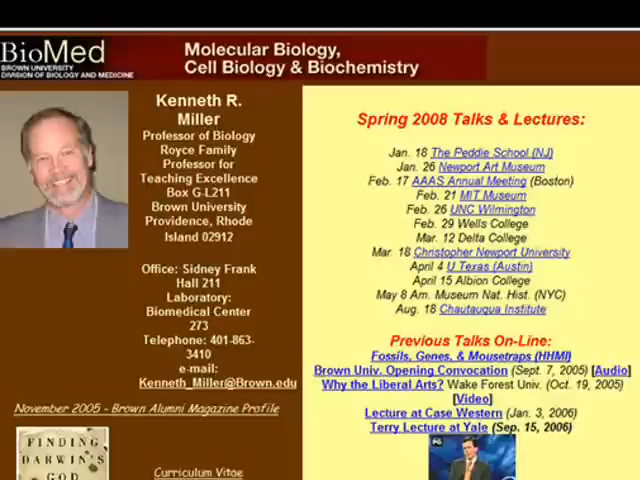 BioMed
BROWN UNIVERSITY
DIVISION OF BIOLOGY AND MEDICINE
Molecular Biology,
Cell Biology & Biochemistry
Kenneth R.
Miller
Professor of Biology
Royce Family
Professor for
Teaching Excellence
Box G-L211
Brown University
Providence, Rhode
Island 02912
Office: Sidney Frank
Hall 211
Laboratory:
Biomedical Center
273
Telephone: 401-863-
3410
e-mail:
Kenneth_Miller@Brown.edu
November 2005 - Brown Alumni Magazine Profile
FINDING
DARWIN'S
GOD
Curriculum Vitae
Spring 2008 Talks & Lectures:
Jan. 18 The Peddie School (NJ)
Jan. 26 Newport Art Museum
Feb. 17 AAAS Annual Meeting (Boston)
Feb. 21 MIT Museum
Feb. 26 UNC Wilmington
Feb. 29 Wells College
Mar. 12 Delta College
Mar. 18 Christopher Newport University
April 4 U Texas (Austin)
April 15 Albion College
May 8 Am. Museum Nat. Hist. (NYC)
Aug. 18 Chautauqua Institute
Previous Talks On-Line:
Fossils, Genes, & Mousetraps (HHMI)
Brown Univ. Opening Convocation (Sept. 7, 2005) [Audio]
Why the Liberal Arts? Wake Forest Univ. (Oct. 19, 2005)
[Video]
Lecture at Case Western (Jan. 3, 2006)
Terry Lecture at Yale (Sep. 15, 2006)